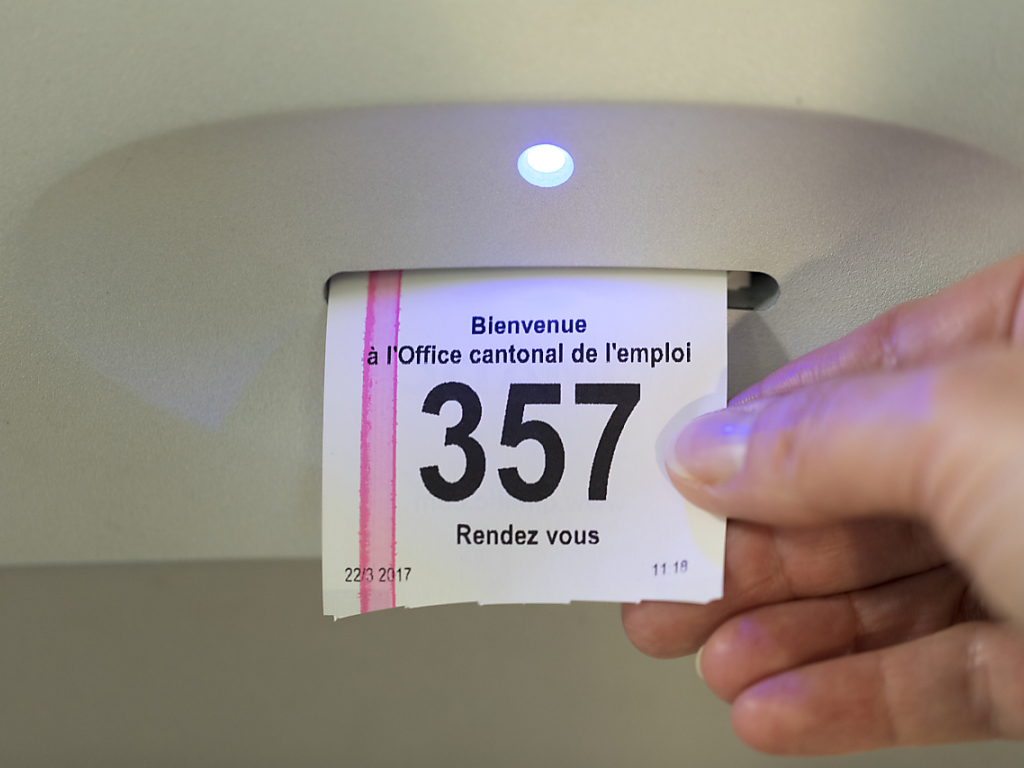 Bienvenue
à l'Office cantonal de l'emploi
357
Rendez vous
22/3 2017 11 18